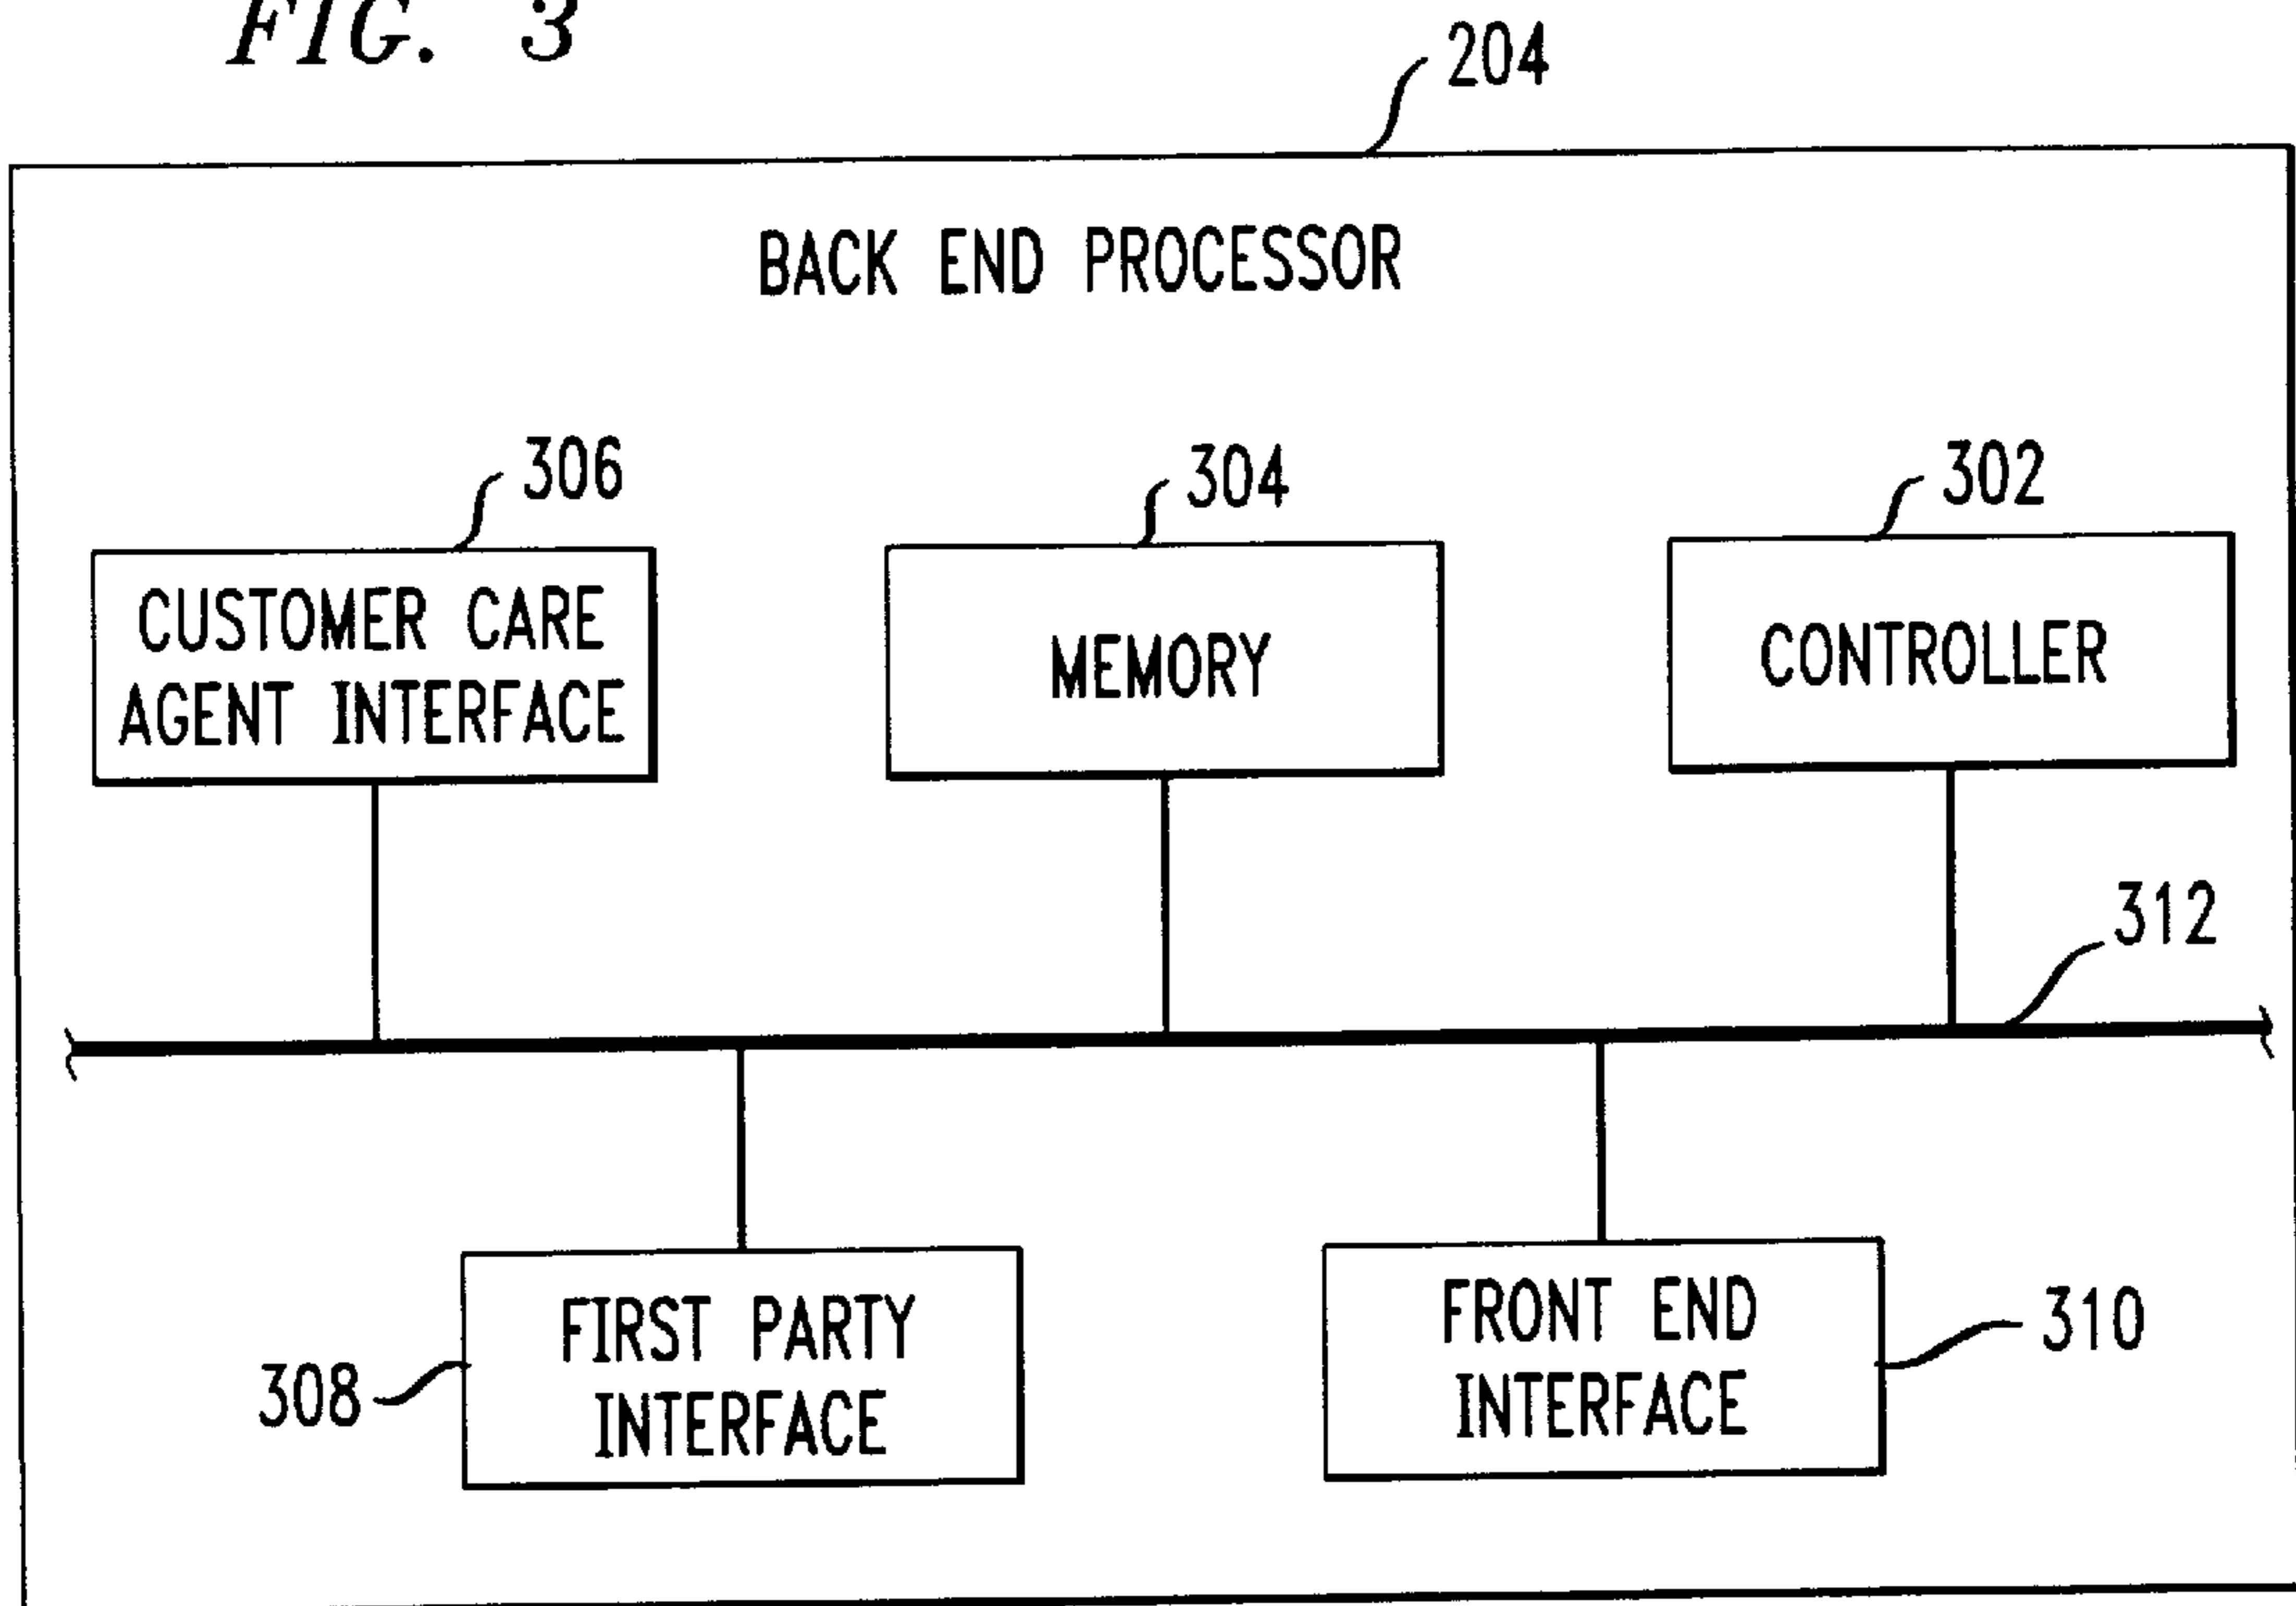 FIG. 3
204
BACK END PROCESSOR
306
304
302
CUSTOMER CARE
AGENT INTERFACE
MEMORY
CONTROLLER
312
FIRST PARTY
INTERFACE
308
FRONT END
INTERFACE
310